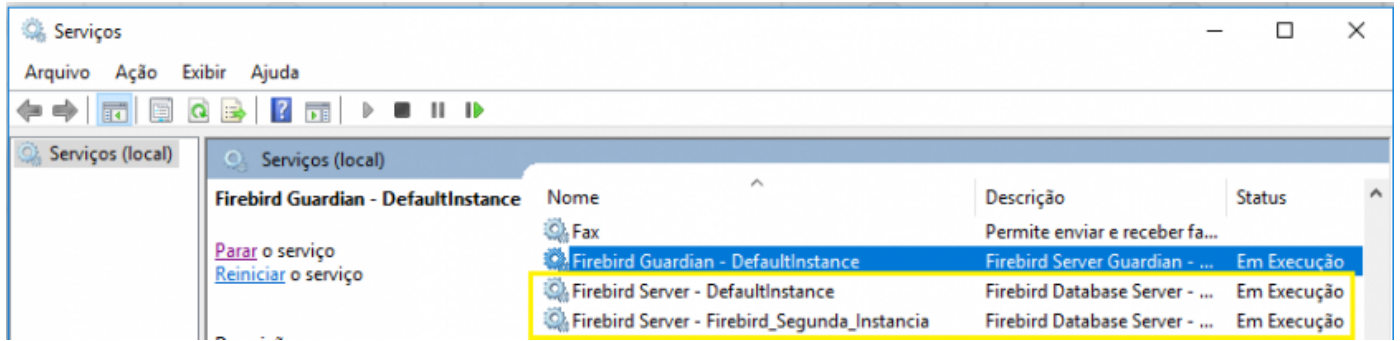 Serviços
Arquivo Ação Exibir Ajuda
Serviços (local)
Serviços (local)
Firebird Guardian - DefaultInstance
Parar o serviço
Reiniciar o serviço
Nome Descrição Status
Fax Permite enviar e receber fa...
Firebird Guardian - DefaultInstance Firebird Server Guardian - ... Em Execução
Firebird Server - DefaultInstance Firebird Database Server - ... Em Execução
Firebird Server - Firebird_Segunda_Instancia Firebird Database Server - ... Em Execução